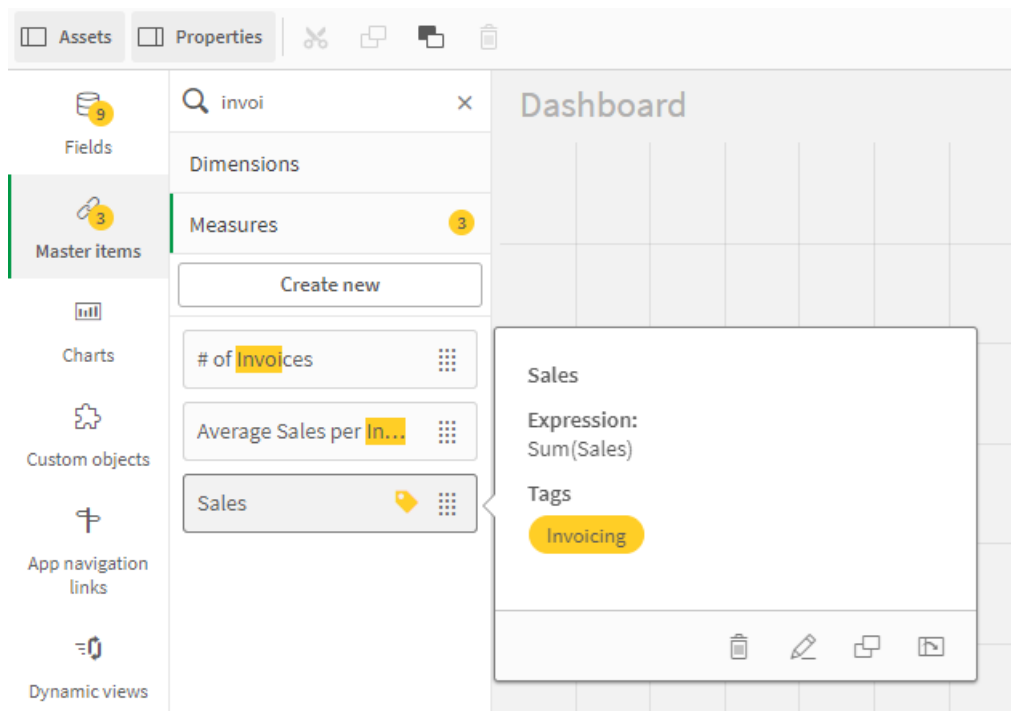 Assets
Properties
9
Fields
3
Master items
Charts
Custom objects
App navigation
links
Dynamic views
invoi
Dimensions
Measures
3
Create new
# of Invoices
Average Sales per In...
Sales
Dashboard
Sales
Expression:
Sum(Sales)
Tags
Invoicing